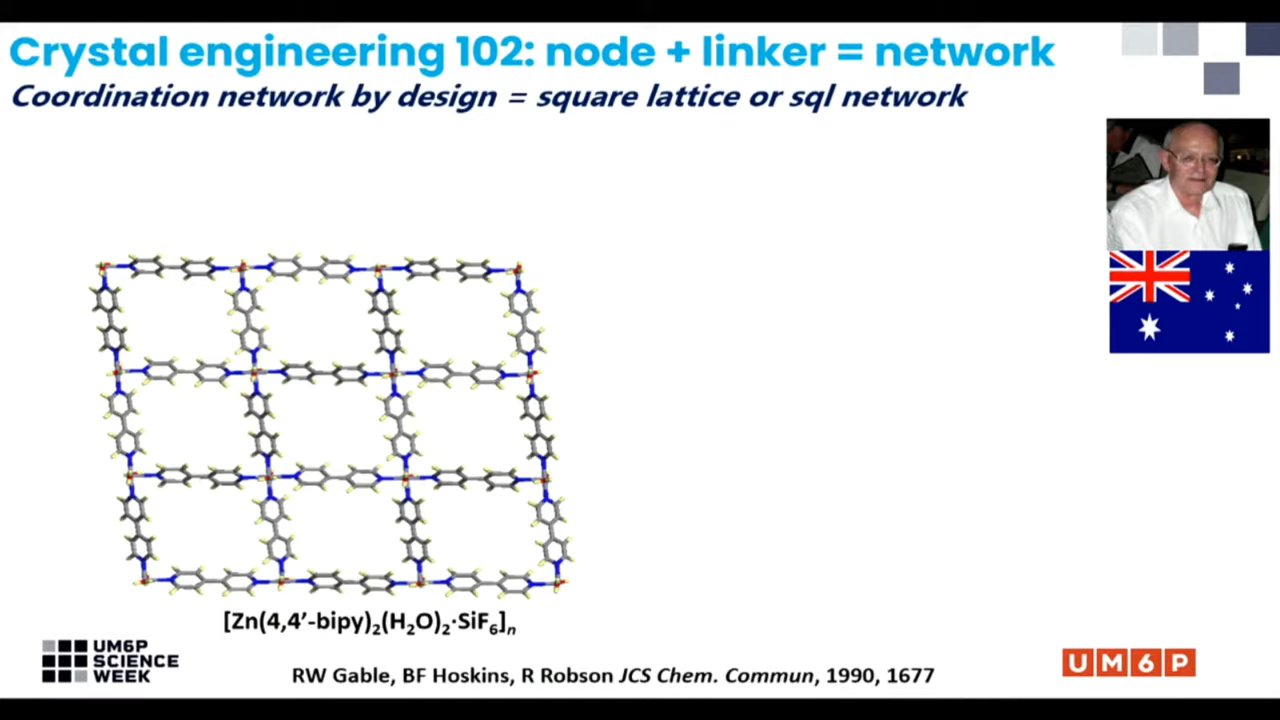 Crystal engineering 102: node + linker = network
Coordination network by design = square lattice or sql network
[Zn(4,4’-bipy)₂(H₂O)₂·SiF₆]ₙ
UM6P
SCIENCE
WEEK
RW Gable, BF Hoskins, R Robson JCS Chem. Commun, 1990, 1677
UM6P